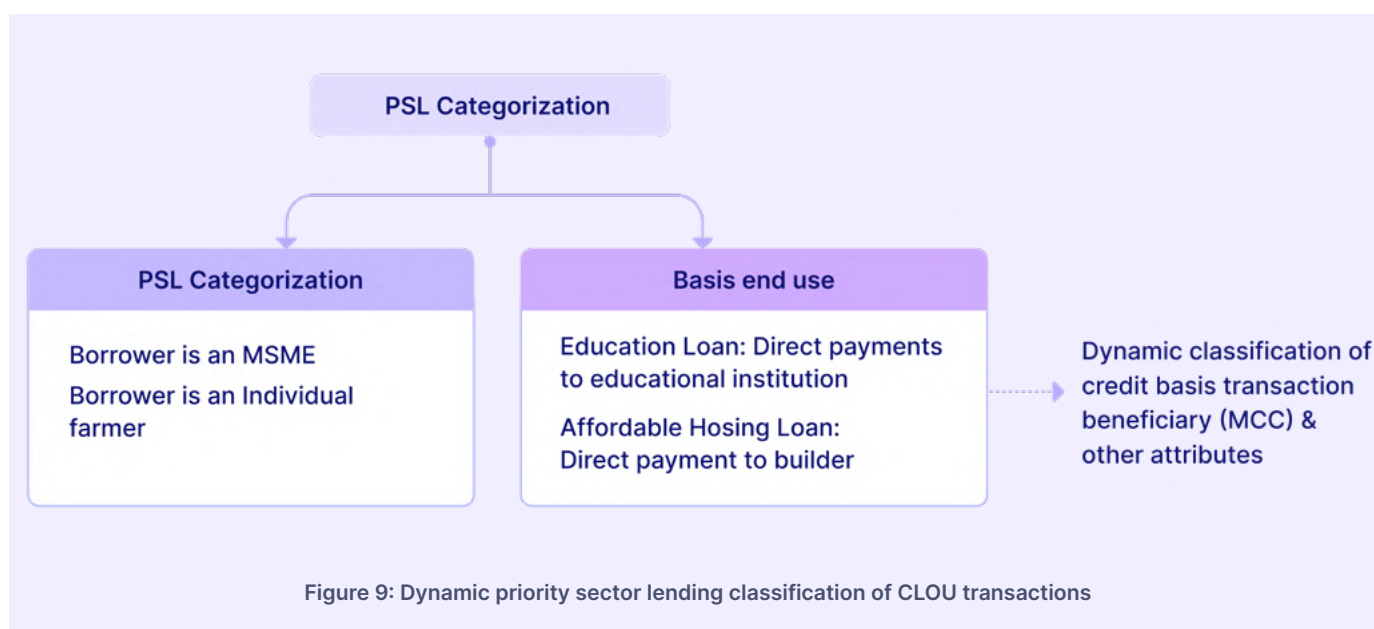 PSL Categorization
PSL Categorization
Borrower is an MSME
Borrower is an Individual
farmer
Basis end use
Education Loan: Direct payments
to educational institution
Affordable Hosing Loan:
Direct payment to builder
Dynamic classification of
credit basis transaction
beneficiary (MCC) &
other attributes
Figure 9: Dynamic priority sector lending classification of CLOU transactions